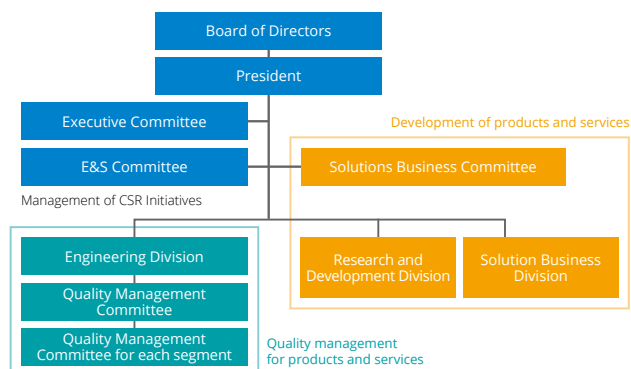 Board of Directors
President
Executive Committee
Development of products and services
E&S Committee
Solutions Business Committee
Management of CSR Initiatives
Engineering Division
Research and
Development Division
Solution Business
Division
Quality Management
Committee
Quality Management
Committee for each segment
Quality management
for products and services